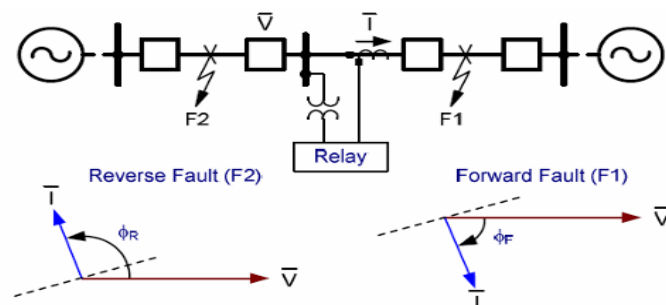 V̅ I̅
F2 F1
Relay
Reverse Fault (F2) Forward Fault (F1)
I̅ V̅
ϕR ϕF
V̅ I̅